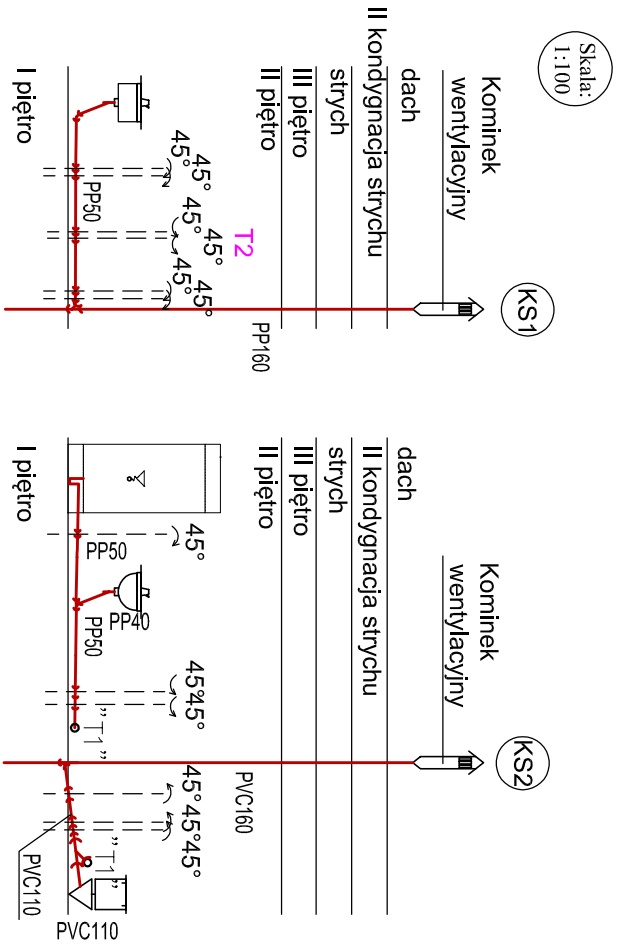 Skala:
1:100
KS1
Kominek
wentylacyjny
dach
II kondygnacja strychu
strych
III piętro
II piętro
PP160
T2
45°
45°
45°
45°
45°
45°
PP50
I piętro
KS2
Kominek
wentylacyjny
dach
II kondygnacja strychu
strych
III piętro
II piętro
PVC160
45°
45°
45°
45°
45°
45°
PP50
PP40
PP50
"T1"
"T1"
PVC110
PVC110
I piętro